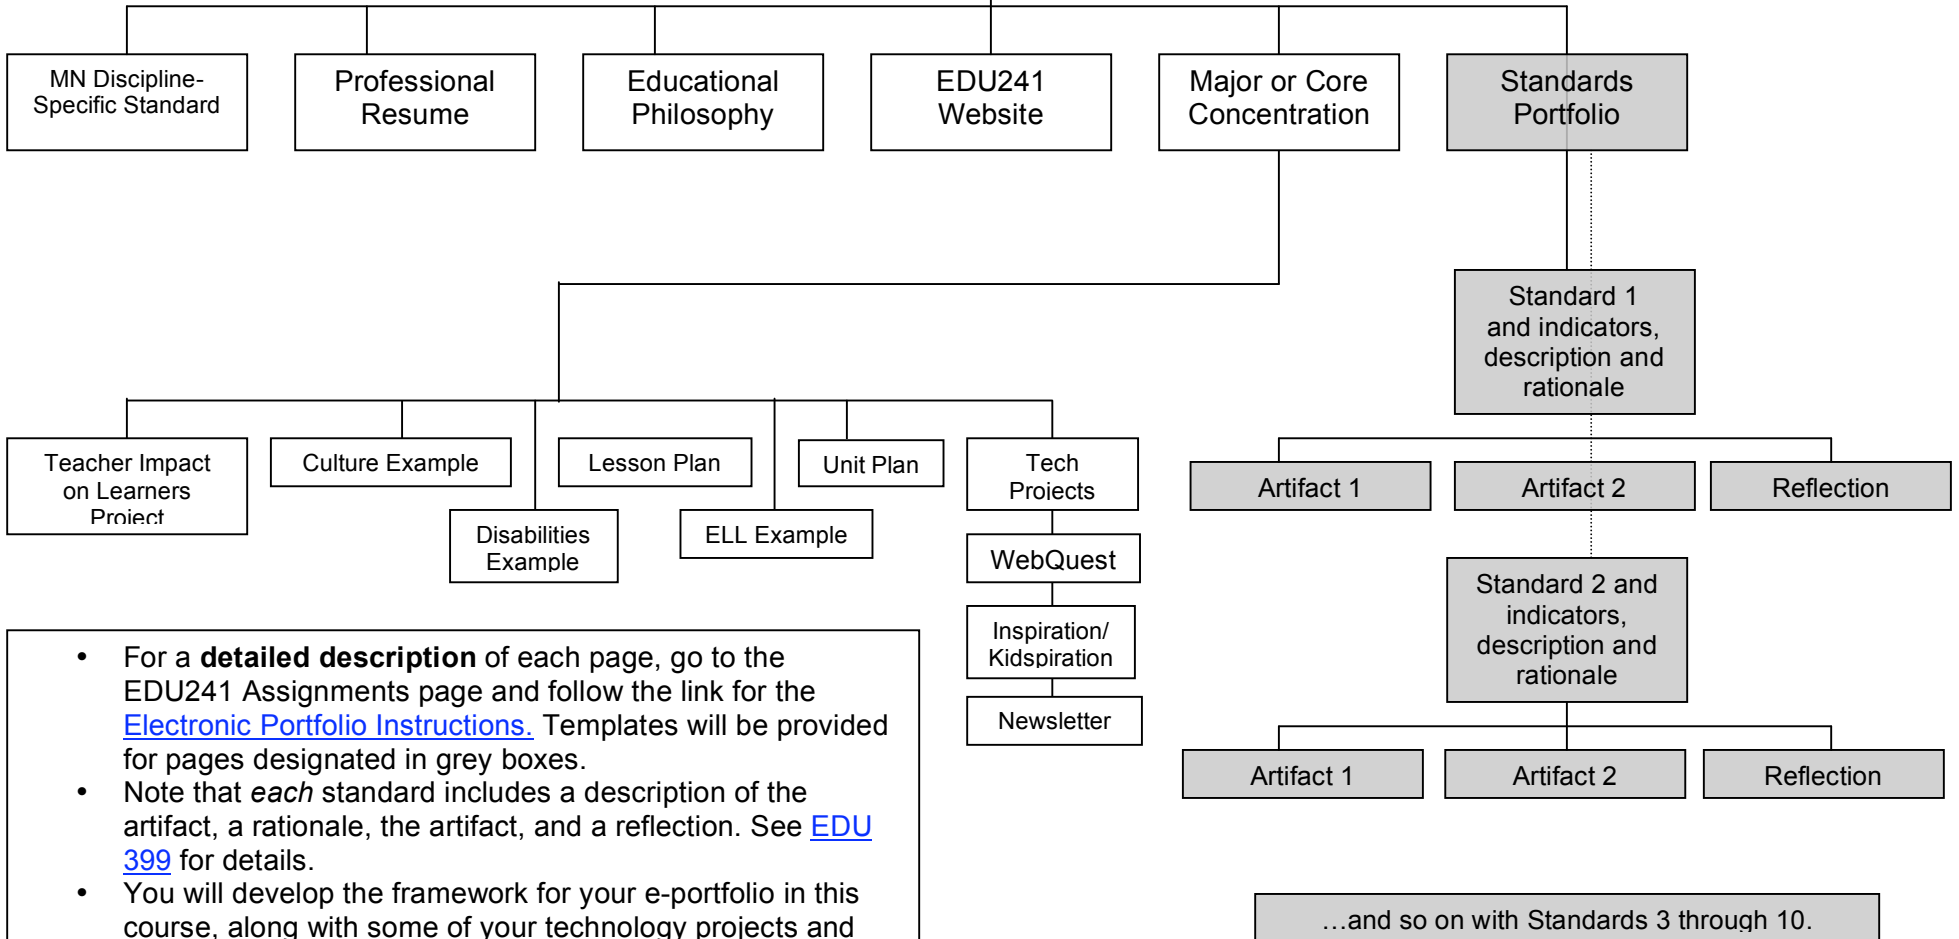 MN Discipline-
Specific Standard
Professional
Resume
Educational
Philosophy
EDU241
Website
Major or Core
Concentration
Standards
Portfolio
Standard 1
and indicators,
description and
rationale
Teacher Impact
on Learners
Project
Culture Example
Disabilities
Example
Lesson Plan
ELL Example
Unit Plan
Tech
Projects
WebQuest
Inspiration/
Kidspiration
Newsletter
Artifact 1
Artifact 2
Reflection
Standard 2 and
indicators,
description and
rationale
Artifact 1
Artifact 2
Reflection
• For a detailed description of each page, go to the
EDU241 Assignments page and follow the link for the
Electronic Portfolio Instructions. Templates will be provided
for pages designated in grey boxes.
• Note that each standard includes a description of the
artifact, a rationale, the artifact, and a reflection. See EDU
399 for details.
• You will develop the framework for your e-portfolio in this
course, along with some of your technology projects and
…and so on with Standards 3 through 10.